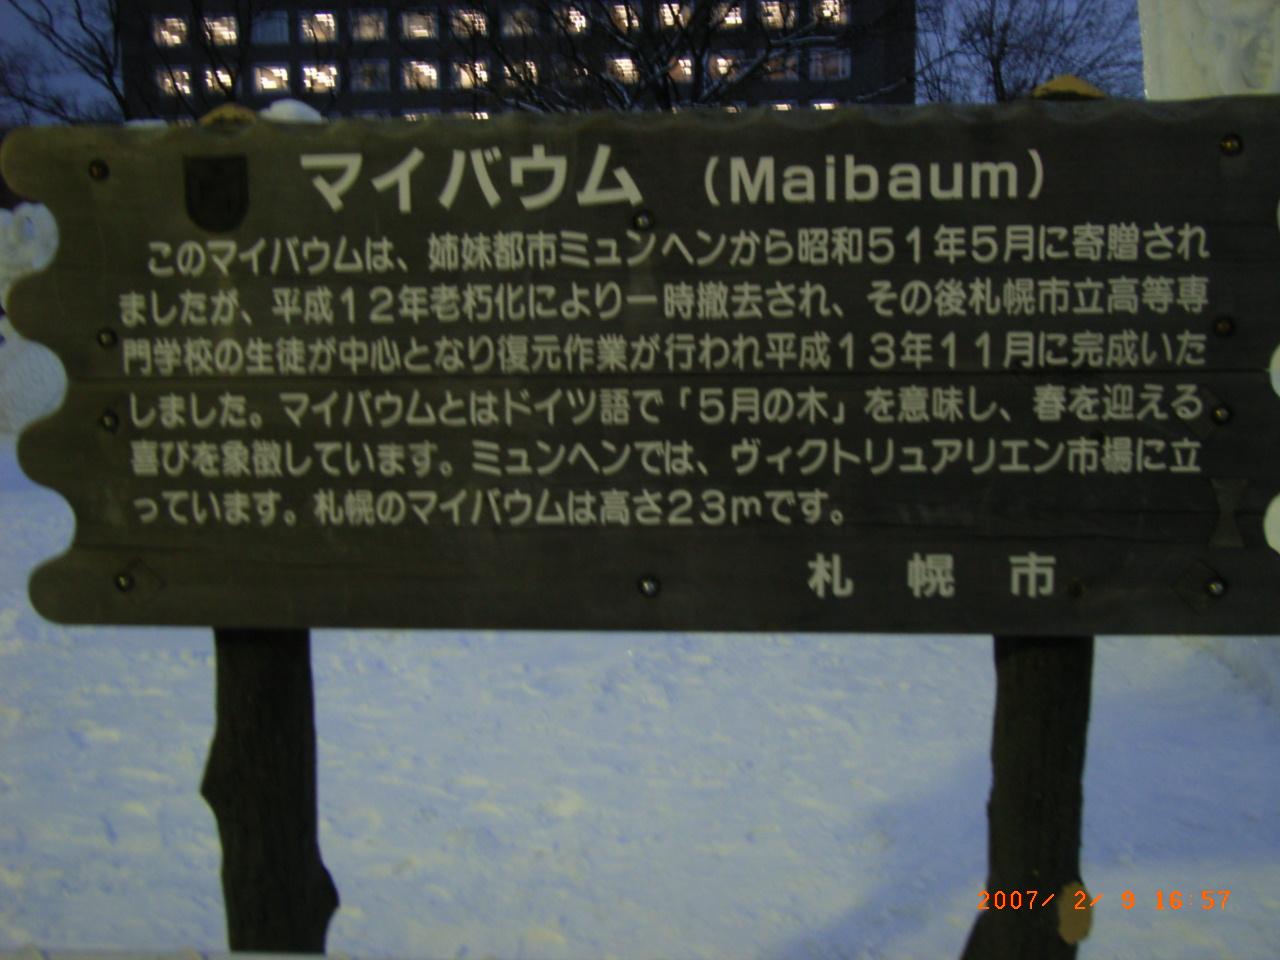 マイバウム (Maibaum)
このマイバウムは、姉妹都市ミュンヘンから昭和51年5月に寄贈され
ましたが、平成12年老朽化により一時撤去され、その後札幌市立高等専
門学校の生徒が中心となり復元作業が行われ平成13年11月に完成いた
しました。マイバウムとはドイツ語で「5月の木」を意味し、春を迎える
喜びを象徴しています。ミュンヘンでは、ヴィクトリュアリエン市場に立
っています。札幌のマイバウムは高さ23mです。
札 幌 市
2007/ 2/ 9 16:57